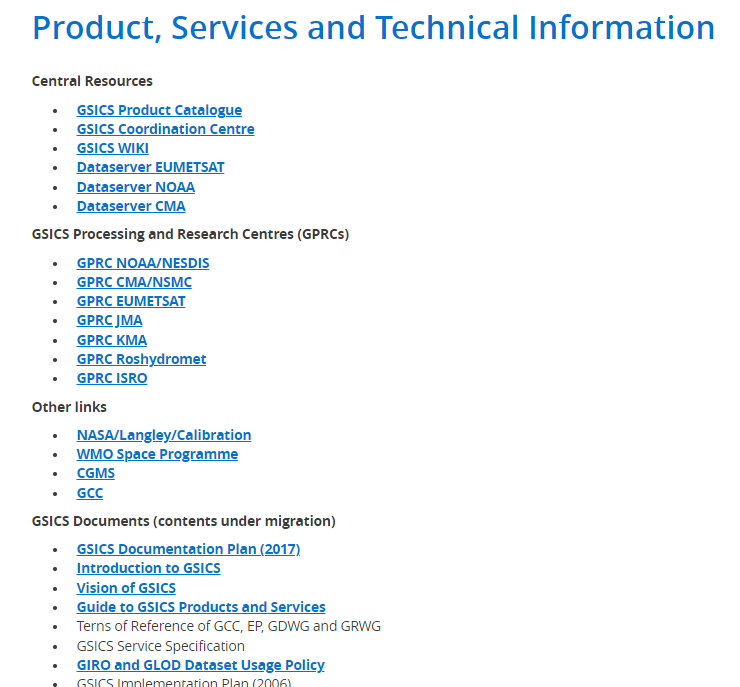 Product, Services and Technical Information
Central Resources
GSICS Product Catalogue
GSICS Coordination Centre
GSICS WIKI
Dataserver EUMETSAT
Dataserver NOAA
Dataserver CMA
GSICS Processing and Research Centres (GPRCs)
GPRC NOAA/NESDIS
GPRC CMA/NSMC
GPRC EUMETSAT
GPRC JMA
GPRC KMA
GPRC Roshydromet
GPRC ISRO
Other links
NASA/Langley/Calibration
WMO Space Programme
CGMS
GCC
GSICS Documents (contents under migration)
GSICS Documentation Plan (2017)
Introduction to GSICS
Vision of GSICS
Guide to GSICS Products and Services
Terns of Reference of GCC, EP, GDWG and GRWG
GSICS Service Specification
GIRO and GLOD Dataset Usage Policy
GSICS Implementation Plan (2006)